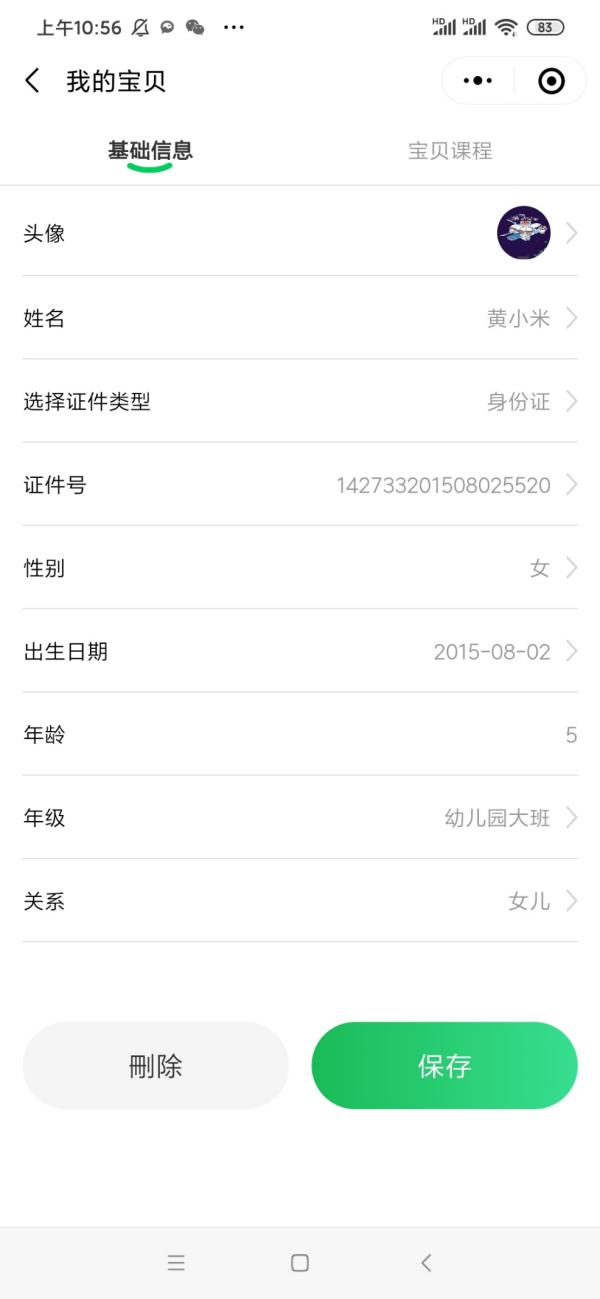 上午10:56
HD HD 83
我的宝贝
基础信息 宝贝课程
头像
姓名 黄小米
选择证件类型 身份证
证件号 142733201508025520
性别 女
出生日期 2015-08-02
年龄 5
年级 幼儿园大班
关系 女儿
删除 保存